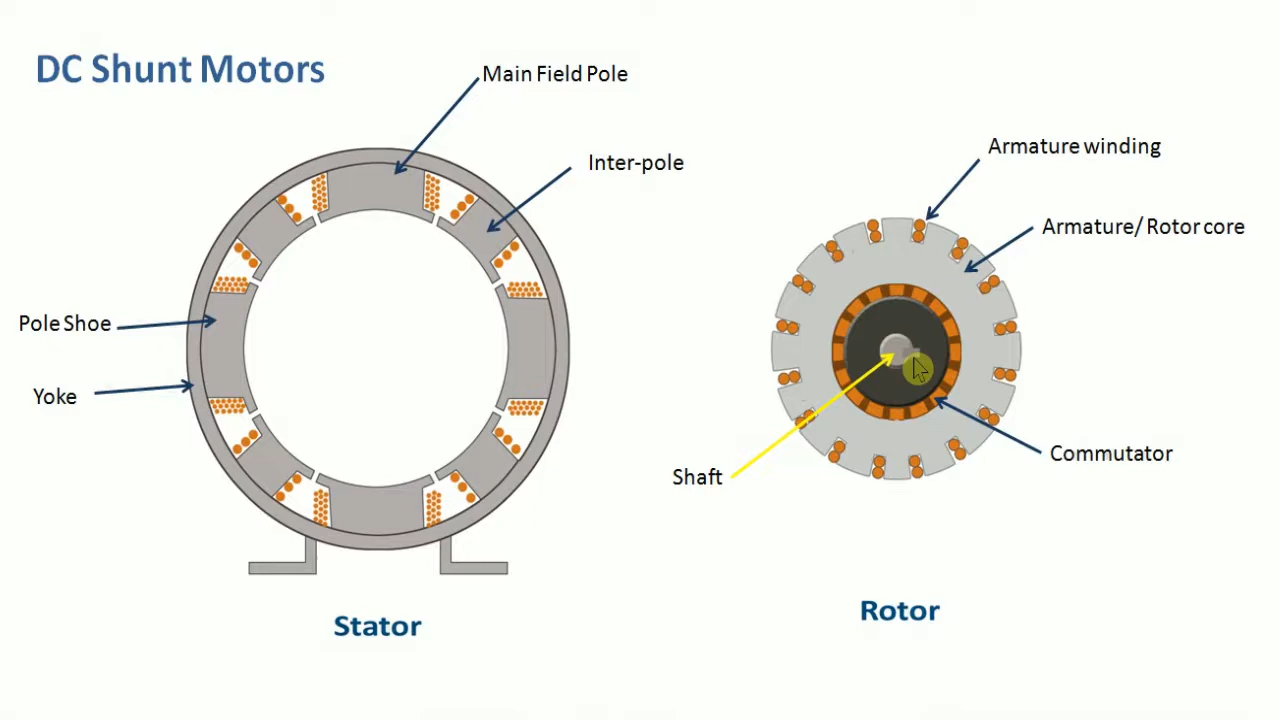 DC Shunt Motors
Main Field Pole
Inter-pole
Pole Shoe
Yoke
Stator
Armature winding
Armature/ Rotor core
Shaft
Commutator
Rotor